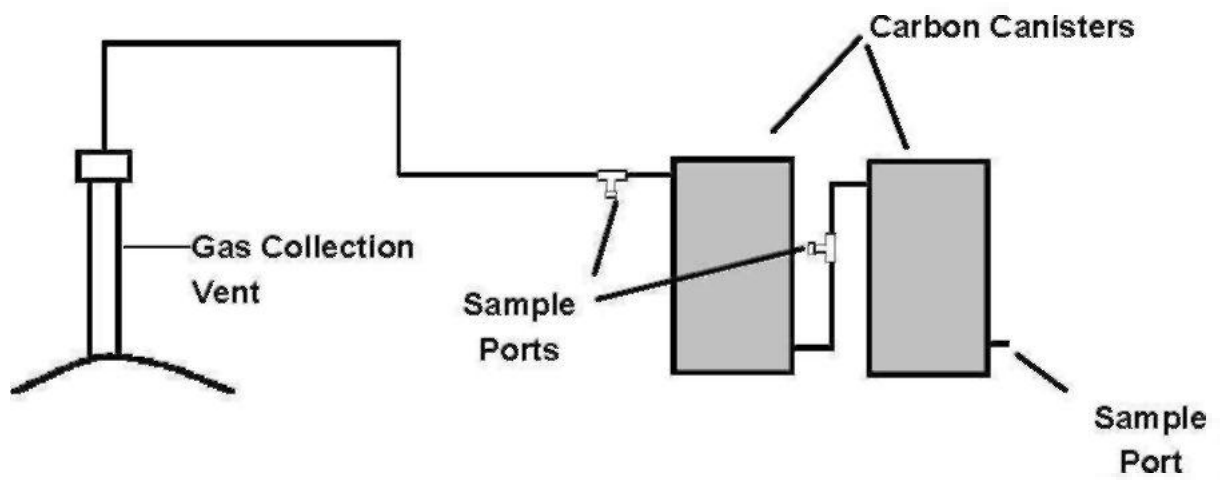 Carbon Canisters
Gas Collection
Vent
Sample
Ports
Sample
Port